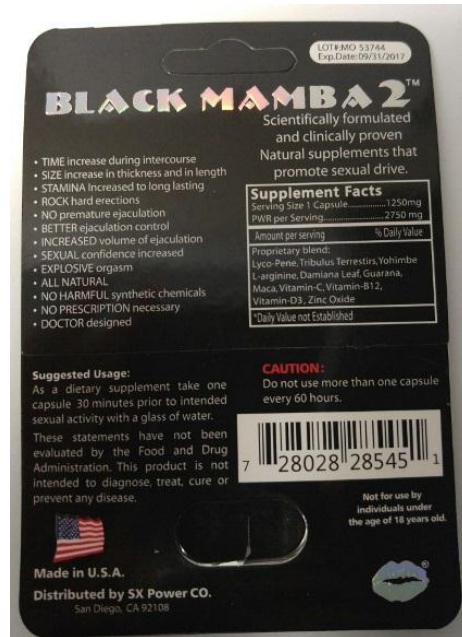 LOT#:MO 53744
Exp.Date:09/31/2017
BLACK MAMBA 2™
Scientifically formulated
and clinically proven
Natural supplements that
promote sexual drive.
• TIME increase during intercourse
• SIZE increase in thickness and in length
• STAMINA Increased to long lasting
• ROCK hard erections
• NO premature ejaculation
• BETTER ejaculation control
• INCREASED volume of ejaculation
• SEXUAL confidence increased
• EXPLOSIVE orgasm
• ALL NATURAL
• NO HARMFUL synthetic chemicals
• NO PRESCRIPTION necessary
• DOCTOR designed
Supplement Facts
Serving Size 1 Capsule..............1250mg
PWR per Serving...................2750 mg
Amount per serving % Daily Value
Proprietary blend:
Lyco-Pene, Tribulus Terrestirs, Yohimbe
L-arginine, Damiana Leaf, Guarana,
Maca, Vitamin-C, Vitamin-B12,
Vitamin-D3, Zinc Oxide
*Daily Value not Established
Suggested Usage:
As a dietary supplement take one
capsule 30 minutes prior to intended
sexual activity with a glass of water.
These statements have not been
evaluated by the Food and Drug
Administration. This product is not
intended to diagnose, treat, cure or
prevent any disease.
CAUTION:
Do not use more than one capsule
every 60 hours.
7 28028 28545 1
Not for use by
individuals under
the age of 18 years old.
Made in U.S.A.
Distributed by SX Power CO.
San Diego, CA 92108
®